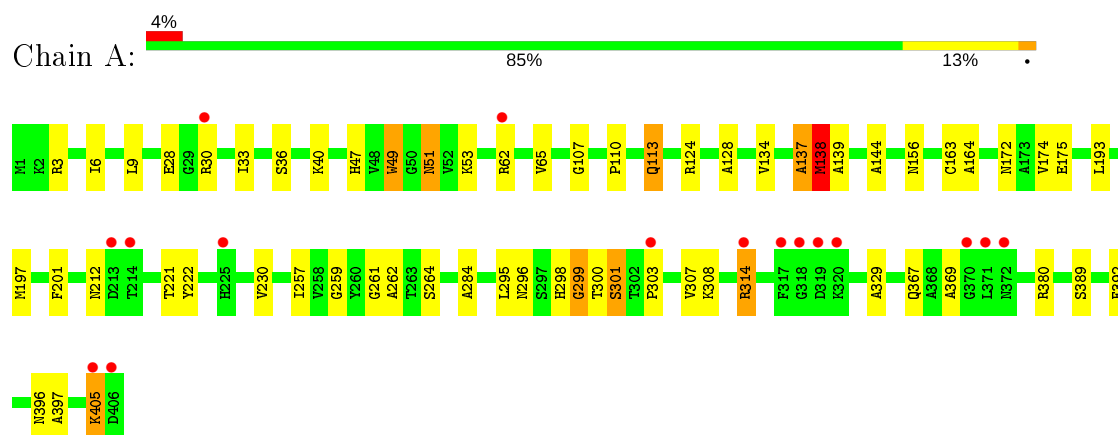 4%
Chain A:
85% 13% •
M1 K2 R3 I6 L9 E28 G29 R30 I33 S36 K40 H47 V48 W49 G50 N51 V52 K53 R62 V65 G107 P110 Q113 R124 A128 V134 A137 M138 A139 A144 N156 C163 A164 N172 A173 V174 E175 L193
M197 F201 N212 D213 T214 T221 Y222 H225 V230 I257 V258 G259 Y260 G261 A262 T263 S264 A284 L295 N296 S297 H298 G299 T300 S301 T302 P303 V307 K308 R314 F317 G318 D319 K320 A329 Q367 A368 A369 G370 L371 N372 R380 S389
N396 A397 K405 D406